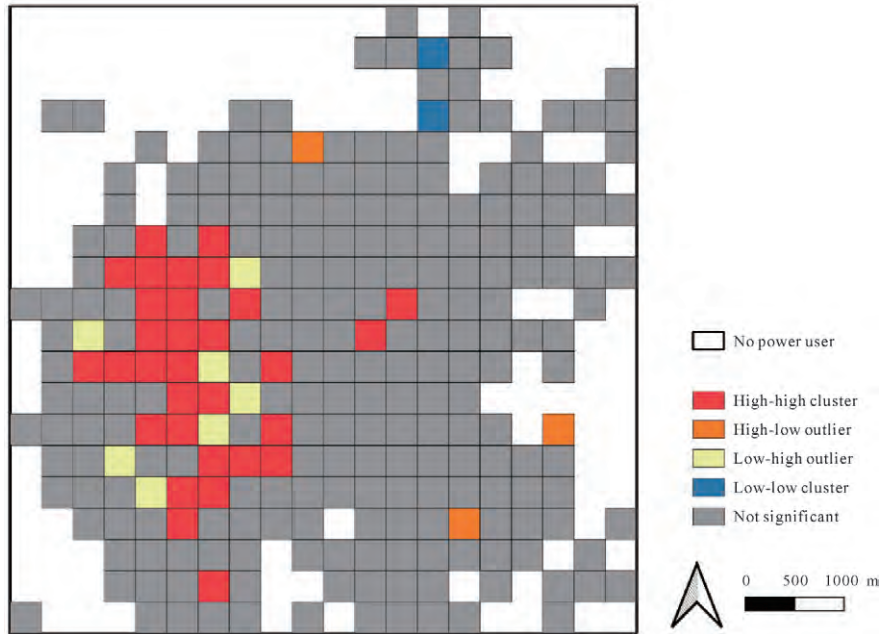 No power user
High-high cluster
High-low outlier
Low-high outlier
Low-low cluster
Not significant
0 500 1000 m